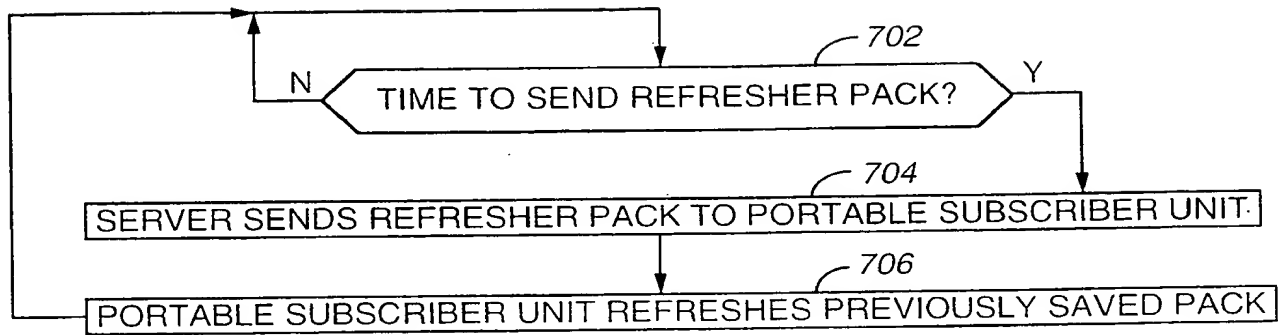 702
N
TIME TO SEND REFRESHER PACK?
Y
704
SERVER SENDS REFRESHER PACK TO PORTABLE SUBSCRIBER UNIT
706
PORTABLE SUBSCRIBER UNIT REFRESHES PREVIOUSLY SAVED PACK